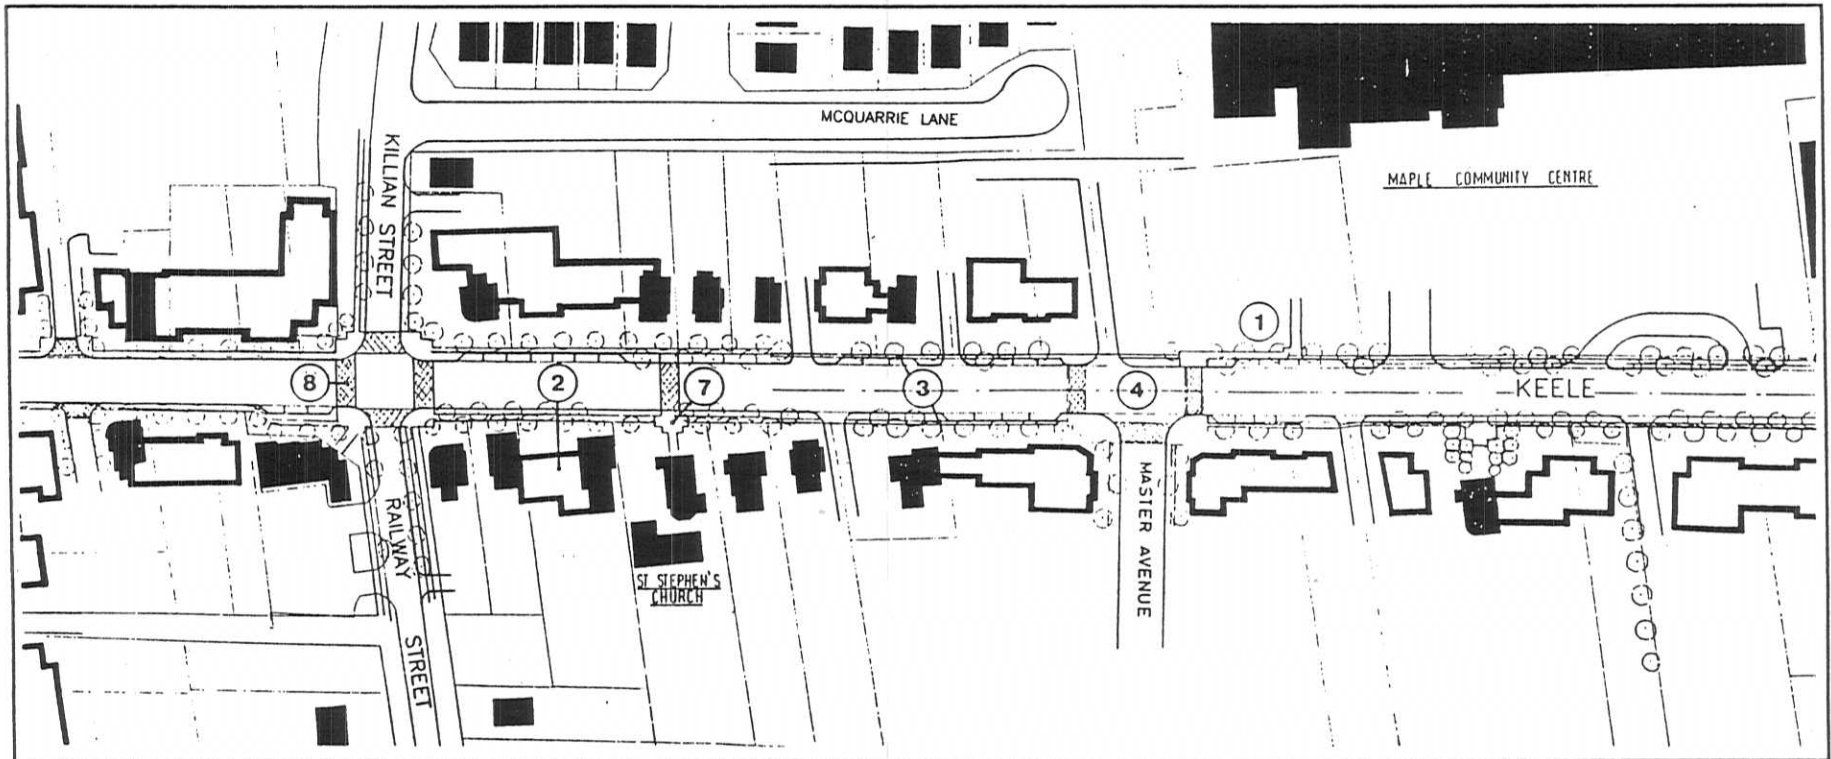 MCQUARRIE LANE
KILLIAN STREET
MAPLE COMMUNITY CENTRE
1
8
2
7
3
4
KEELE
RAILWAY STREET
ST STEPHEN'S
CHURCH
MASTER AVENUE